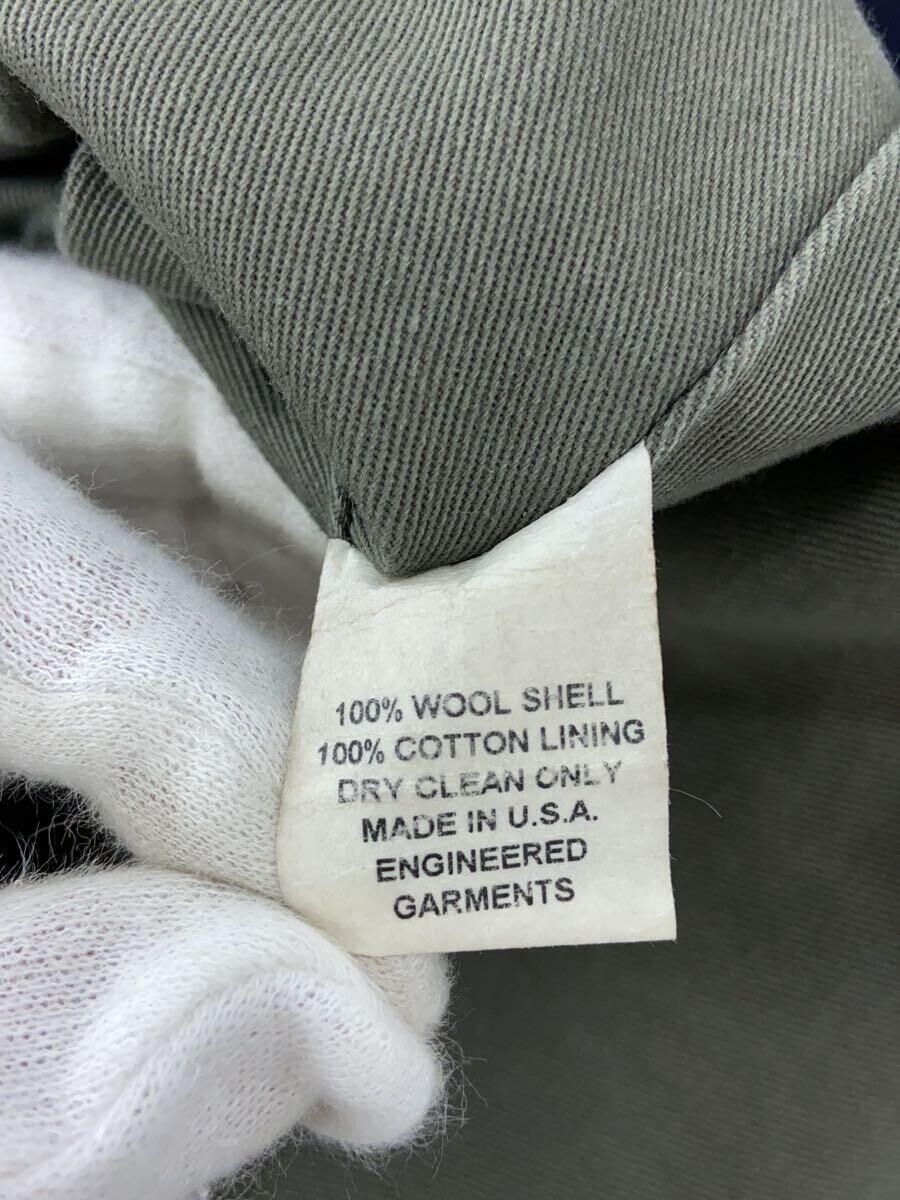 100% WOOL SHELL
100% COTTON LINING
DRY CLEAN ONLY
MADE IN U.S.A.
ENGINEERED
GARMENTS